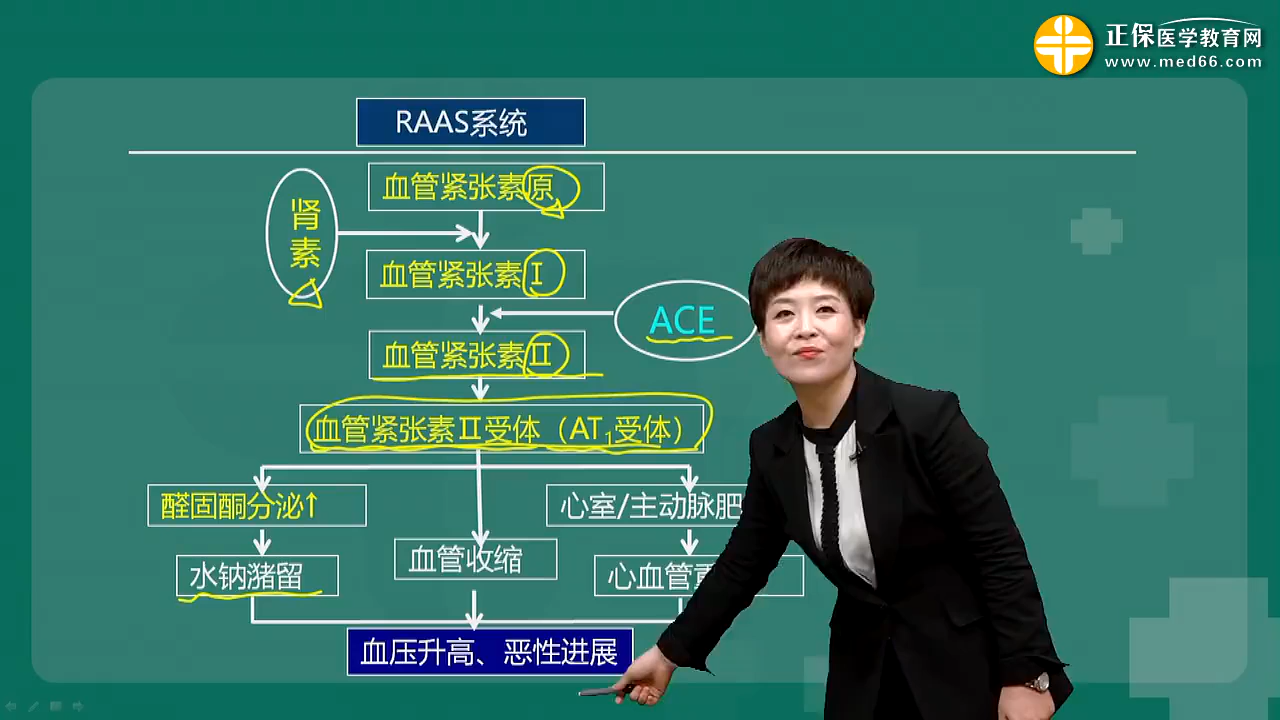 正保医学教育网
www.med66.com
RAAS系统
血管紧张素原
肾素
血管紧张素Ⅰ
ACE
血管紧张素Ⅱ
血管紧张素Ⅱ受体（AT1受体）
醛固酮分泌↑
心室/主动脉肥
血管收缩
水钠潴留
心血管重
血压升高、恶性进展